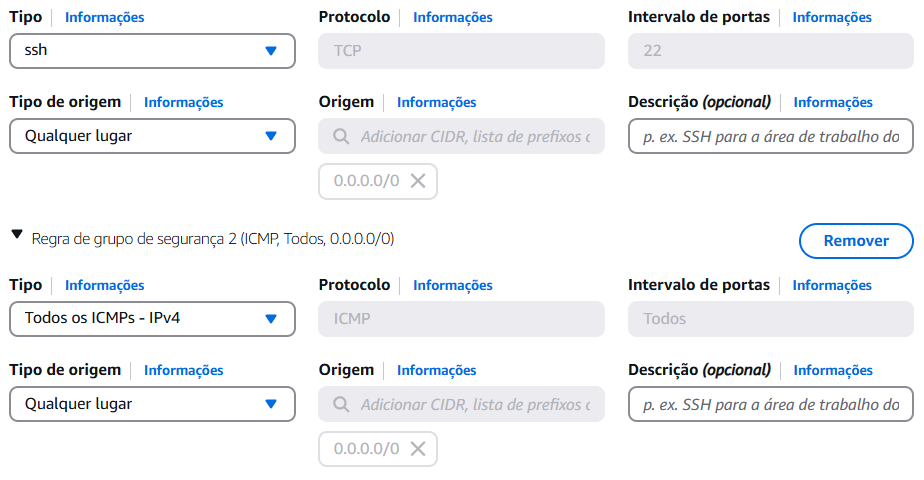 Tipo Informações Protocolo Informações Intervalo de portas Informações
ssh TCP 22
Tipo de origem Informações Origem Informações Descrição (opcional) Informações
Qualquer lugar Adicionar CIDR, lista de prefixos c p. ex. SSH para a área de trabalho do
0.0.0.0/0
Regra de grupo de segurança 2 (ICMP, Todos, 0.0.0.0/0) Remover
Tipo Informações Protocolo Informações Intervalo de portas Informações
Todos os ICMPs - IPv4 ICMP Todos
Tipo de origem Informações Origem Informações Descrição (opcional) Informações
Qualquer lugar Adicionar CIDR, lista de prefixos c p. ex. SSH para a área de trabalho do
0.0.0.0/0